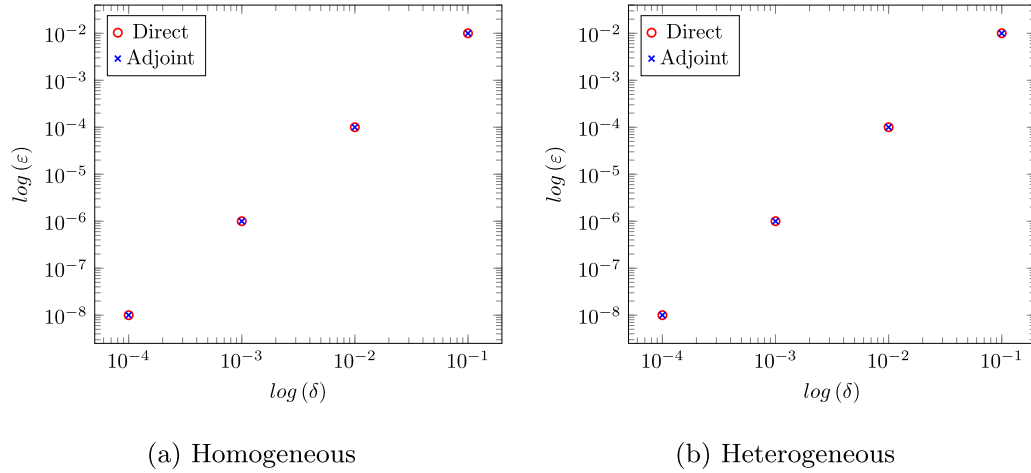 Direct
Adjoint
10⁻²
10⁻³
10⁻⁴
10⁻⁵
10⁻⁶
10⁻⁷
10⁻⁸
log (ε)
10⁻⁴ 10⁻³ 10⁻² 10⁻¹
log (δ)
(a) Homogeneous
Direct
Adjoint
10⁻²
10⁻³
10⁻⁴
10⁻⁵
10⁻⁶
10⁻⁷
10⁻⁸
log (ε)
10⁻⁴ 10⁻³ 10⁻² 10⁻¹
log (δ)
(b) Heterogeneous